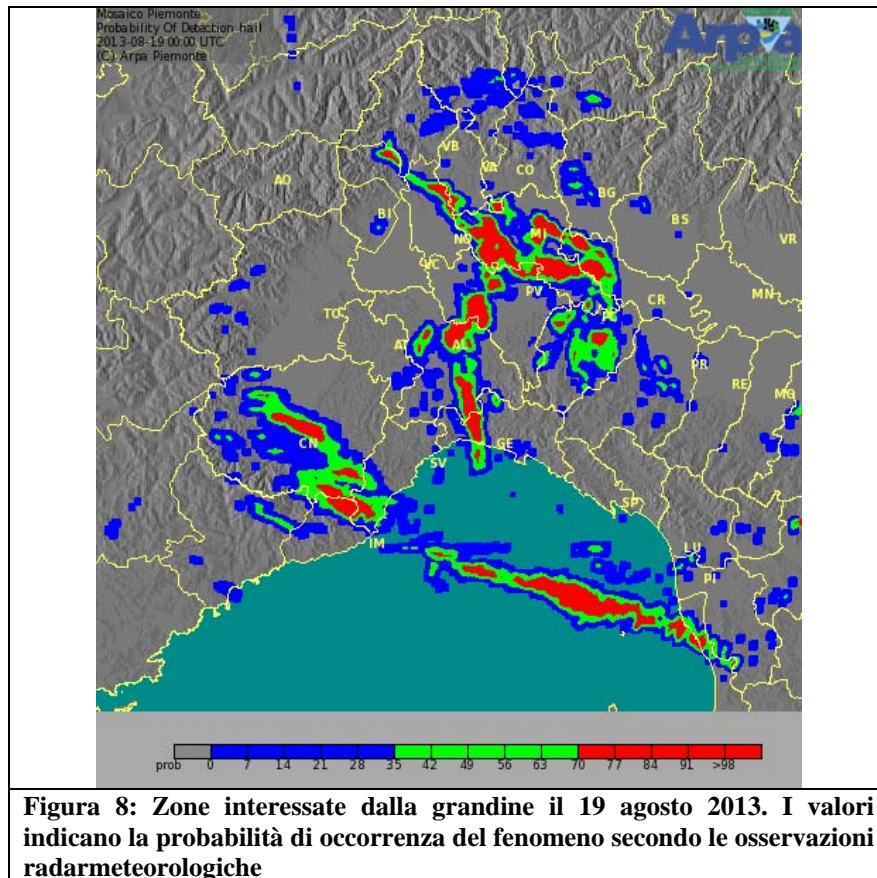 Mosaico Piemonte
Probability Of Detection hail
2013-08-19 00:00 UTC
(C) Arpa Piemonte
Arpa
VB
VA
CO
AO
BG
BI
BS
MI
NO
VR
VC
PV
MN
TO
CR
AT
AL
PR
RE
MO
CN
GE
SV
SP
IM
LU
PI
prob 0 7 14 21 28 35 42 49 56 63 70 77 84 91 >98
Figura 8: Zone interessate dalla grandine il 19 agosto 2013. I valori
indicano la probabilità di occorrenza del fenomeno secondo le osservazioni
radarmeteorologiche